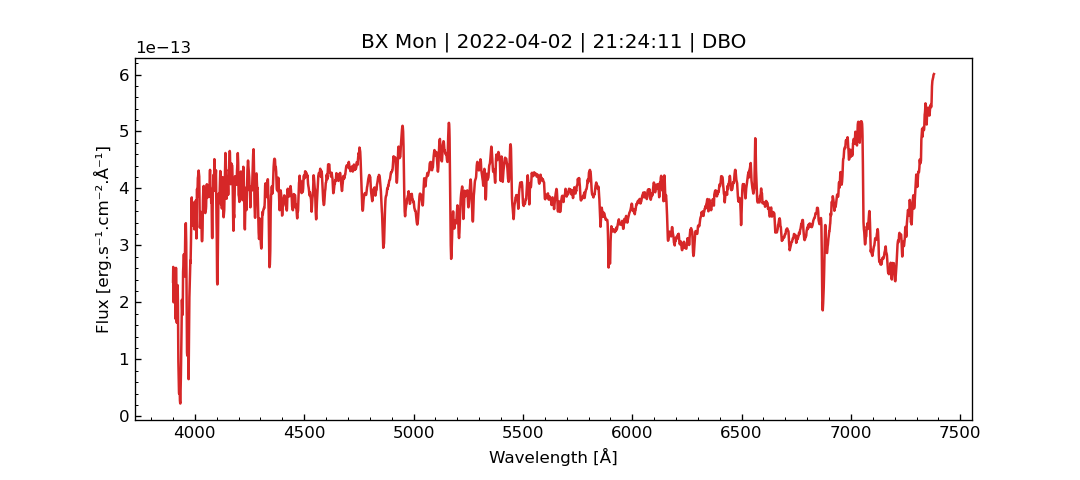 BX Mon | 2022-04-02 | 21:24:11 | DBO
1e−13
6
5
4
3
2
1
0
Flux [erg.s⁻¹.cm⁻².Å⁻¹]
4000 4500 5000 5500 6000 6500 7000 7500
Wavelength [Å]